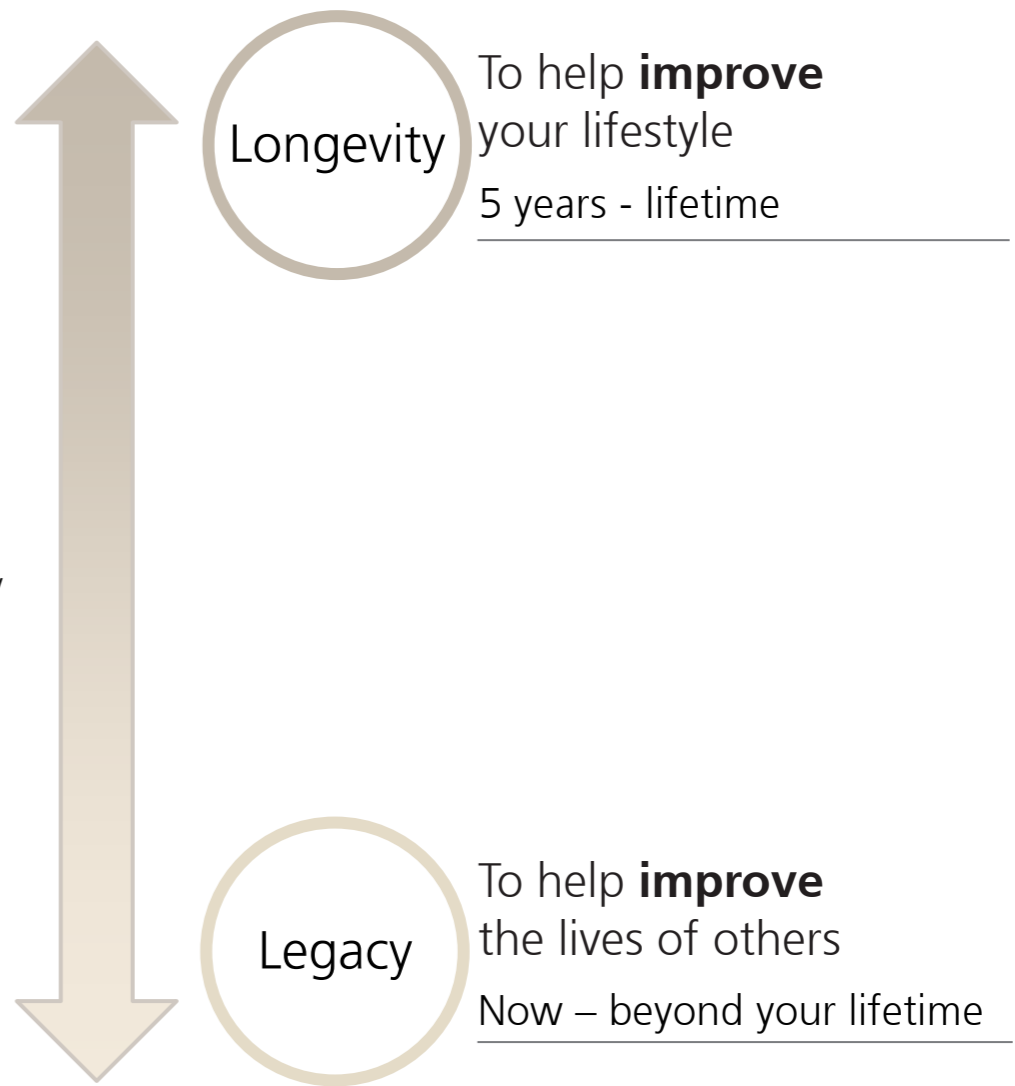 Longevity
To help improve
your lifestyle
5 years - lifetime
Legacy
To help improve
the lives of others
Now – beyond your lifetime